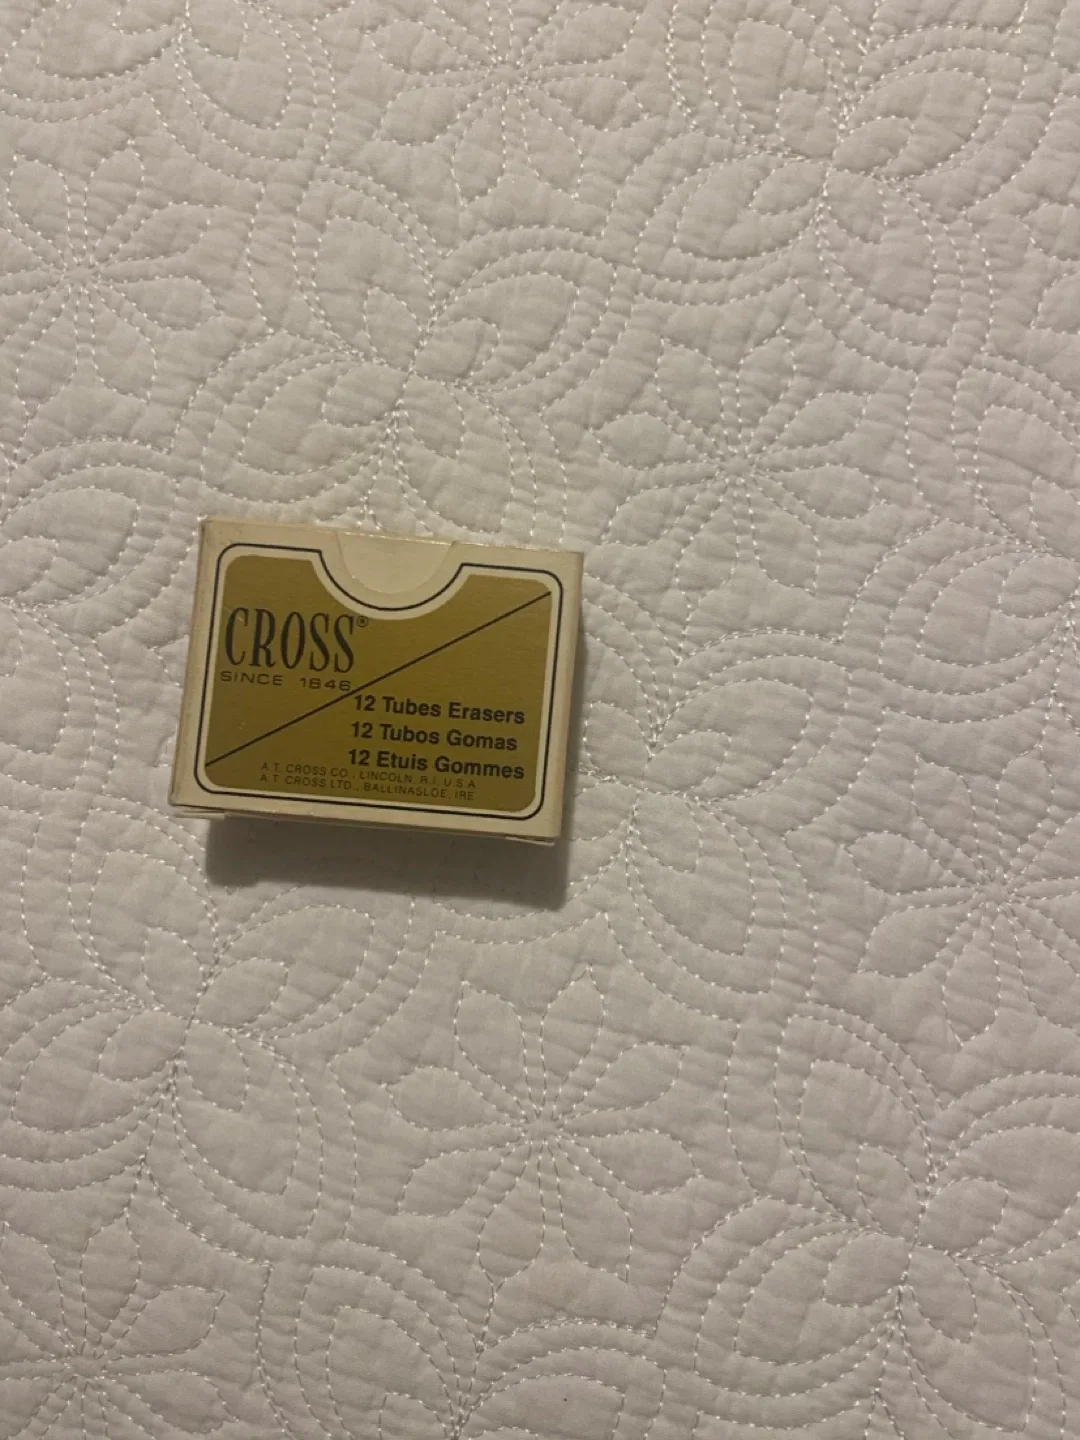 CROSS®
SINCE 1846
12 Tubes Erasers
12 Tubos Gomas
12 Etuis Gommes
A.T. CROSS CO., LINCOLN, R.I. U.S.A
A.T. CROSS LTD., BALLINASLOE, IRE